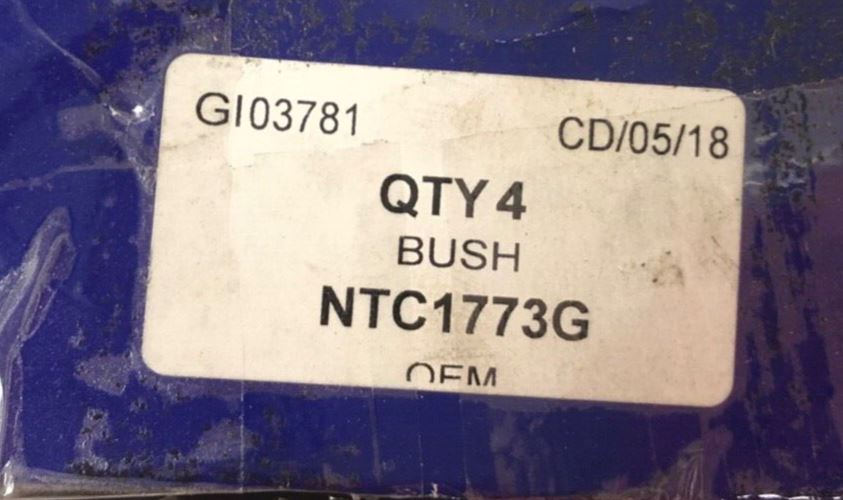 GI03781 CD/05/18
QTY 4
BUSH
NTC1773G
OEM